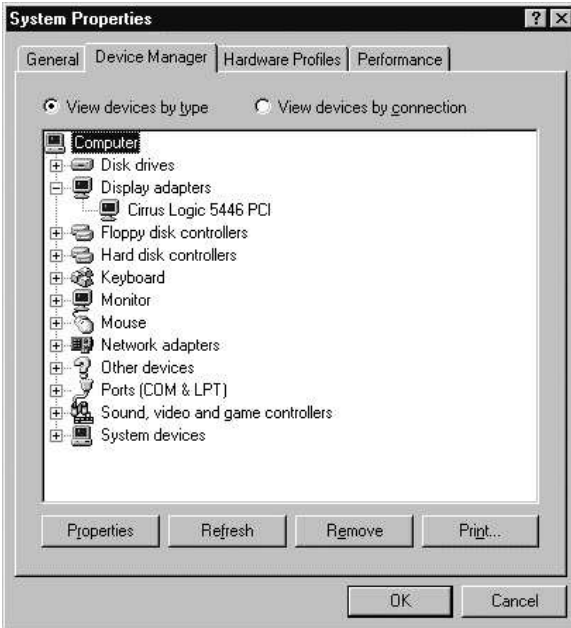 System Properties
General Device Manager Hardware Profiles Performance
View devices by type View devices by connection
Computer
Disk drives
Display adapters
Cirrus Logic 5446 PCI
Floppy disk controllers
Hard disk controllers
Keyboard
Monitor
Mouse
Network adapters
Other devices
Ports (COM & LPT)
Sound, video and game controllers
System devices
Properties Refresh Remove Print...
OK Cancel